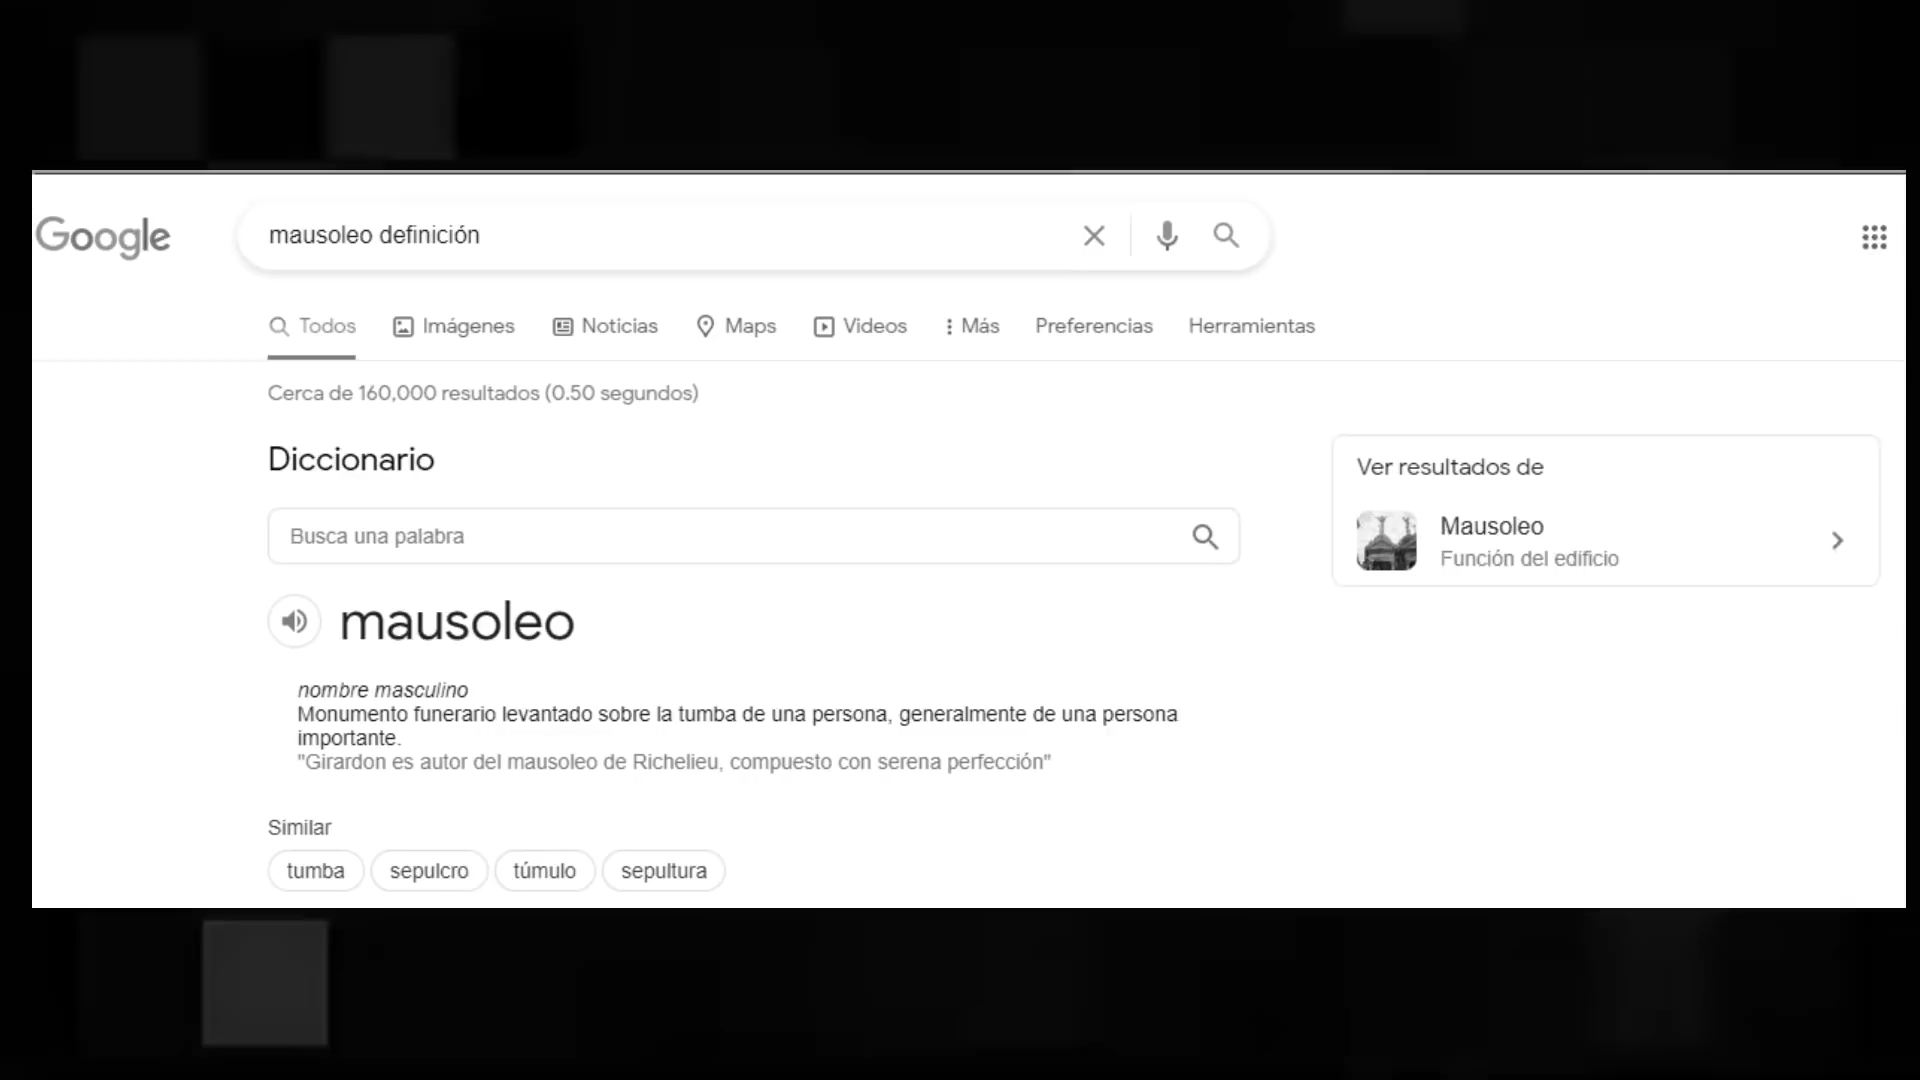 Google
mausoleo definición
Todos Imágenes Noticias Maps Videos Más Preferencias Herramientas
Cerca de 160,000 resultados (0.50 segundos)
Diccionario
Busca una palabra
mausoleo
nombre masculino
Monumento funerario levantado sobre la tumba de una persona, generalmente de una persona
importante.
"Girardon es autor del mausoleo de Richelieu, compuesto con serena perfección"
Similar
tumba sepulcro túmulo sepultura
Ver resultados de
Mausoleo
Función del edificio